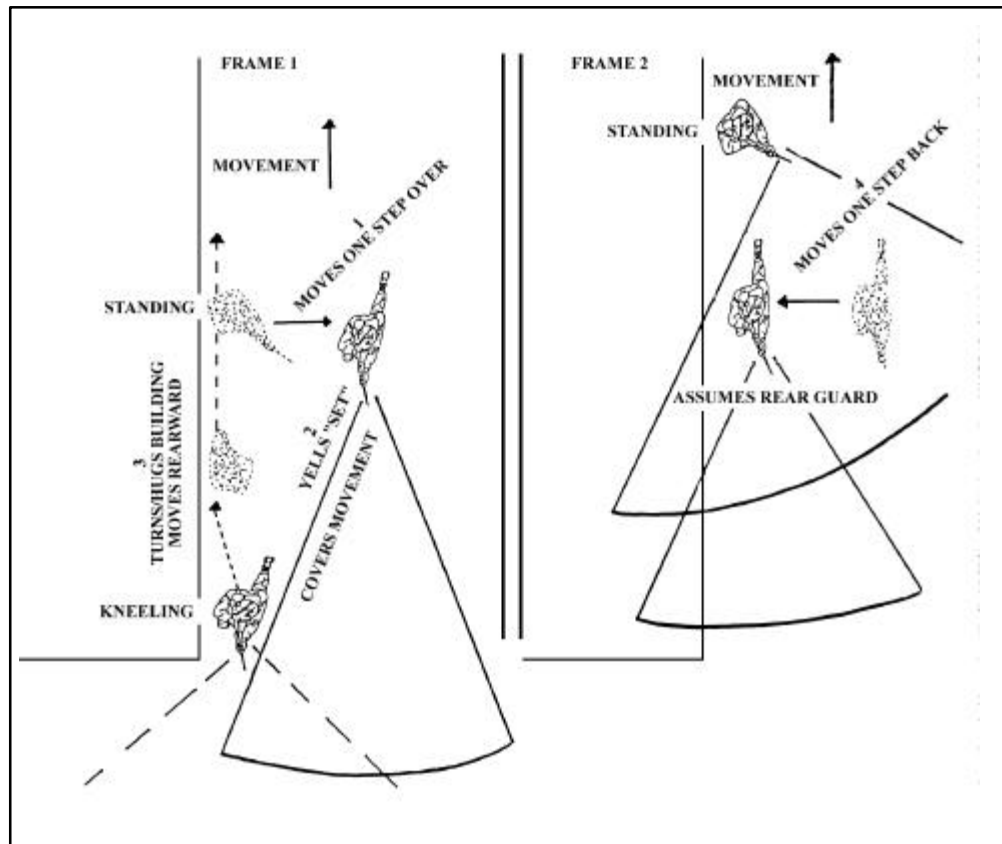 FRAME 1
MOVEMENT
1
MOVES ONE STEP OVER
STANDING
2
YELLS "SET"
COVERS MOVEMENT
3
TURNS/HUGS BUILDING
MOVES REARWARD
KNEELING
FRAME 2
MOVEMENT
STANDING
4
MOVES ONE STEP BACK
ASSUMES REAR GUARD